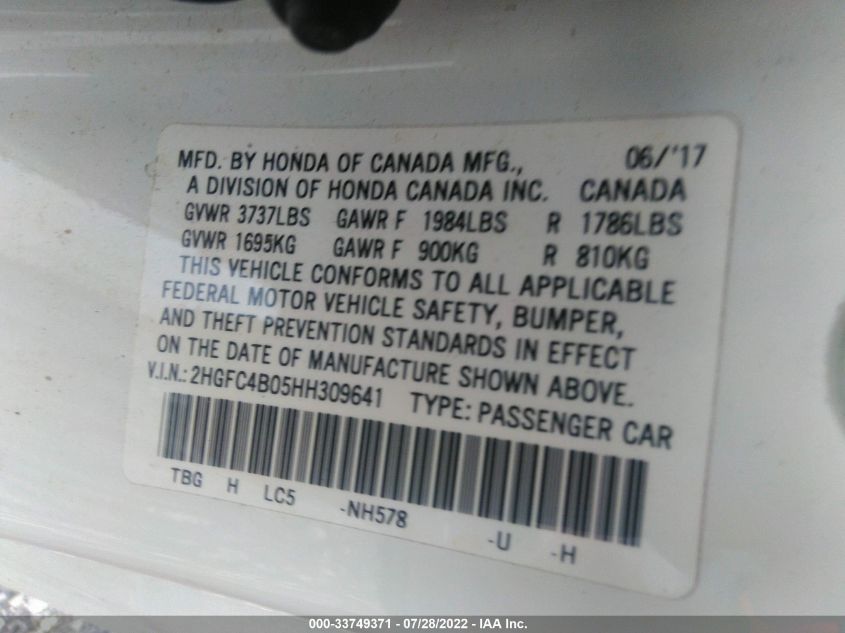 MFD. BY HONDA OF CANADA MFG., 06/'17
A DIVISION OF HONDA CANADA INC. CANADA
GVWR 3737LBS GAWR F 1984LBS R 1786LBS
GVWR 1695KG GAWR F 900KG R 810KG
THIS VEHICLE CONFORMS TO ALL APPLICABLE
FEDERAL MOTOR VEHICLE SAFETY, BUMPER,
AND THEFT PREVENTION STANDARDS IN EFFECT
ON THE DATE OF MANUFACTURE SHOWN ABOVE.
V.I.N.: 2HGFC4B05HH309641 TYPE: PASSENGER CAR
TBG H LC5 -NH578 -U -H
000-33749371 - 07/28/2022 - IAA Inc.